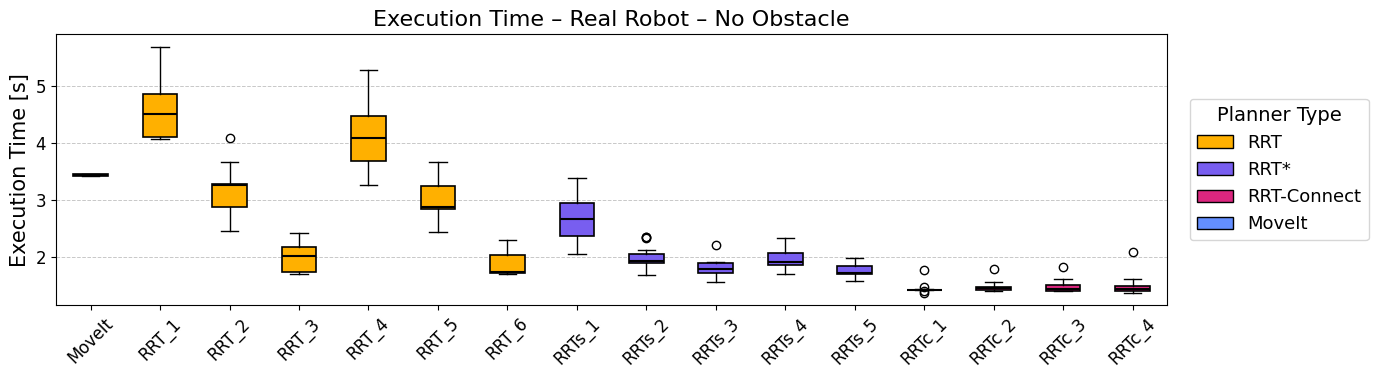 Execution Time – Real Robot – No Obstacle
Execution Time [s]
5
4
3
2
MoveIt
RRT_1
RRT_2
RRT_3
RRT_4
RRT_5
RRT_6
RRTs_1
RRTs_2
RRTs_3
RRTs_4
RRTs_5
RRTc_1
RRTc_2
RRTc_3
RRTc_4
Planner Type
RRT
RRT*
RRT-Connect
MoveIt